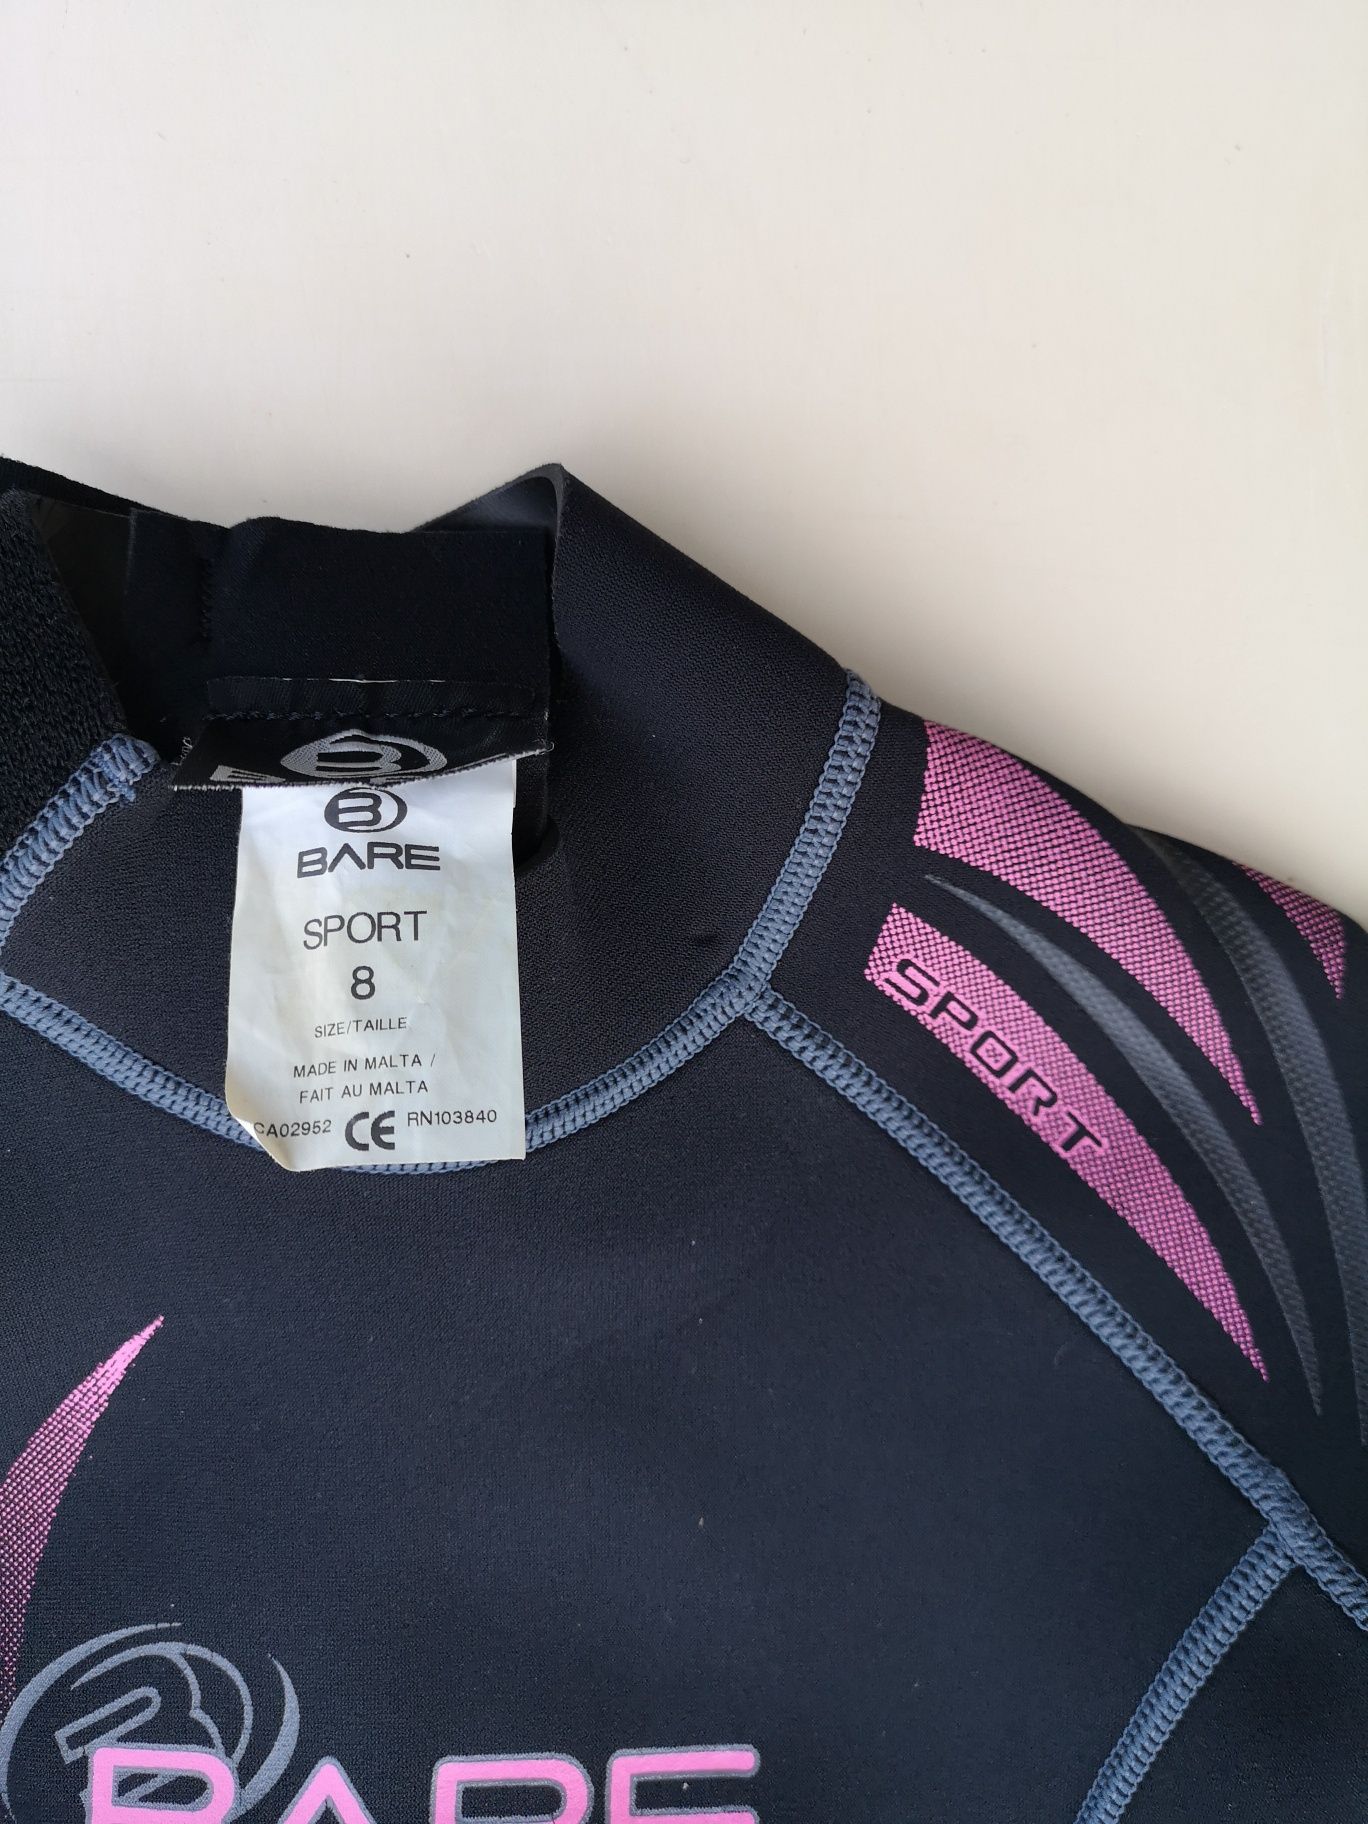 B
B
BARE
SPORT
8
SIZE/TAILLE
MADE IN MALTA /
FAIT AU MALTA
CA02952 CE RN103840
SPORT
B
BARE